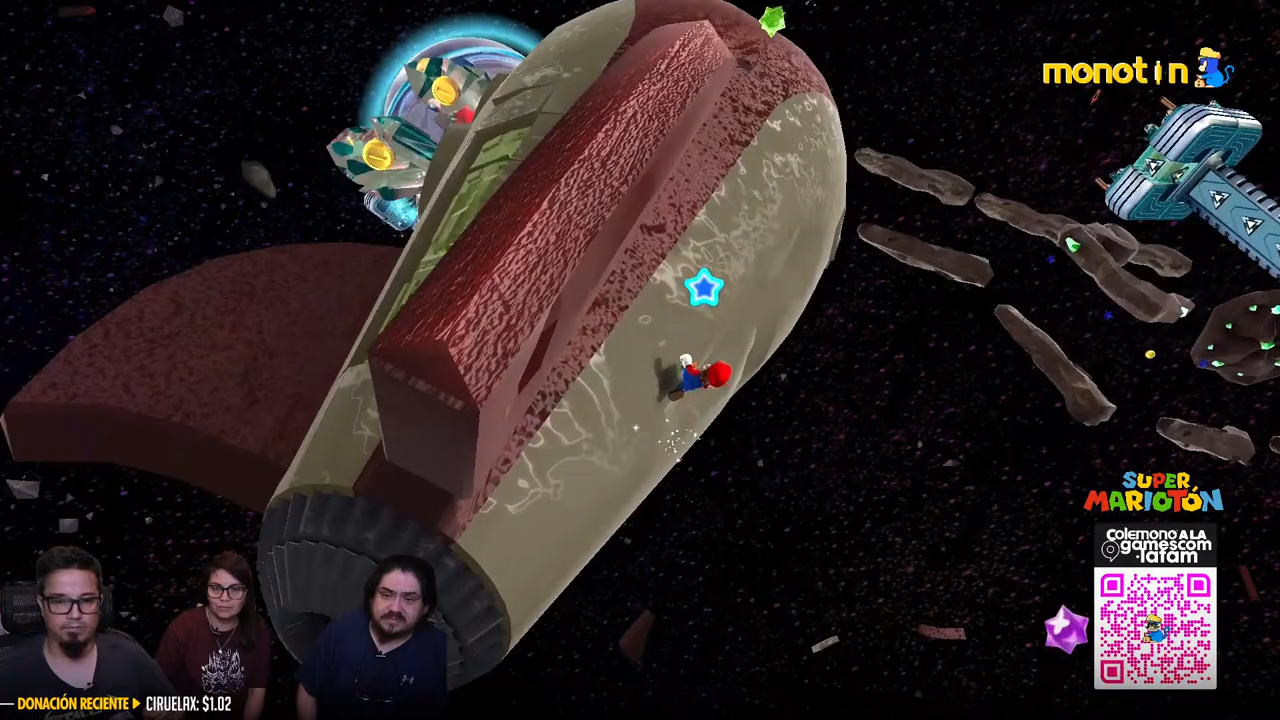 monotin
SUPER
MARIOTÓN
COLEMONO A LA
gamescom
latam
DONACIÓN RECIENTE
CIRUELAX: $1.02